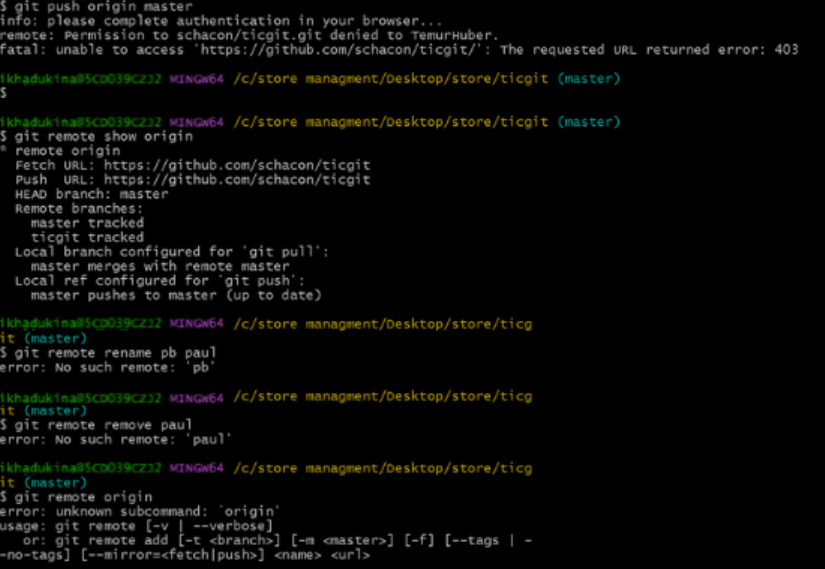 $ git push origin master
info: please complete authentication in your browser...
remote: Permission to schacon/ticgit.git denied to TemurHuber.
fatal: unable to access 'https://github.com/schacon/ticgit/': The requested URL returned error: 403
ikhadukina@5CD039CZJ2 MINGW64 /c/store managment/Desktop/store/ticgit (master)
$
ikhadukina@5CD039CZJ2 MINGW64 /c/store managment/Desktop/store/ticgit (master)
$ git remote show origin
* remote origin
  Fetch URL: https://github.com/schacon/ticgit
  Push  URL: https://github.com/schacon/ticgit
  HEAD branch: master
  Remote branches:
    master tracked
    ticgit tracked
  Local branch configured for 'git pull':
    master merges with remote master
  Local ref configured for 'git push':
    master pushes to master (up to date)
ikhadukina@5CD039CZJ2 MINGW64 /c/store managment/Desktop/store/ticg
it (master)
$ git remote rename pb paul
error: No such remote: 'pb'
ikhadukina@5CD039CZJ2 MINGW64 /c/store managment/Desktop/store/ticg
it (master)
$ git remote remove paul
error: No such remote: 'paul'
ikhadukina@5CD039CZJ2 MINGW64 /c/store managment/Desktop/store/ticg
it (master)
$ git remote origin
error: unknown subcommand: `origin'
usage: git remote [-v | --verbose]
   or: git remote add [-t <branch>] [-m <master>] [-f] [--tags | -
-no-tags] [--mirror=<fetch|push>] <name> <url>